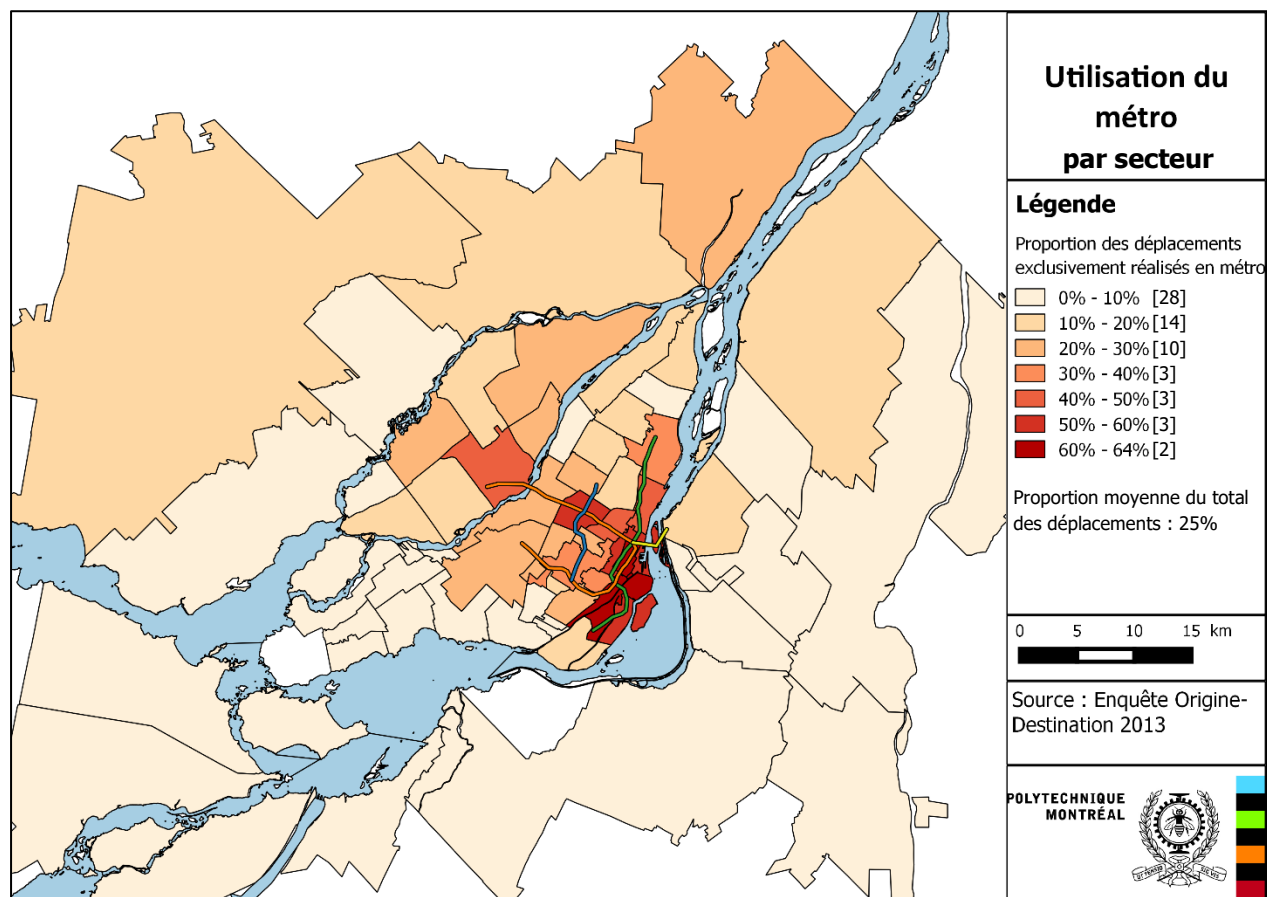 Utilisation du
métro
par secteur
Légende
Proportion des déplacements
exclusivement réalisés en métro
0% - 10% [28]
10% - 20% [14]
20% - 30% [10]
30% - 40% [3]
40% - 50% [3]
50% - 60% [3]
60% - 64% [2]
Proportion moyenne du total
des déplacements : 25%
0 5 10 15 km
Source : Enquête Origine-
Destination 2013
POLYTECHNIQUE
MONTRÉAL